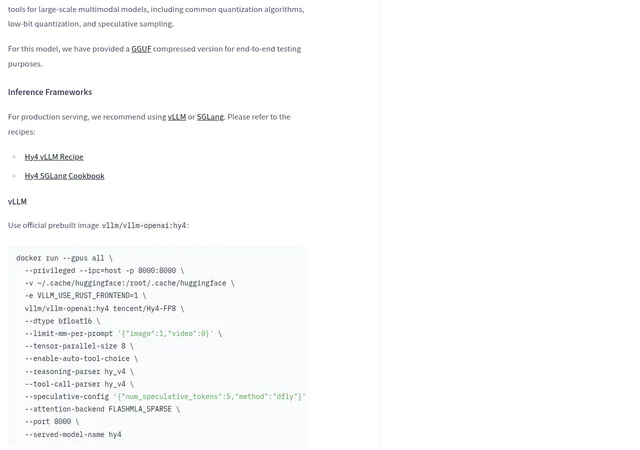 tools for large-scale multimodal models, including common quantization algorithms,
low-bit quantization, and speculative sampling.
For this model, we have provided a GGUF compressed version for end-to-end testing
purposes.
Inference Frameworks
For production serving, we recommend using vLLM or SGLang. Please refer to the
recipes:
Hy4 vLLM Recipe
Hy4 SGLang Cookbook
vLLM
Use official prebuilt image vllm/vllm-openai:hy4:
docker run --gpus all \
--privileged --ipc=host -p 8000:8000 \
-v ~/.cache/huggingface:/root/.cache/huggingface \
-e VLLM_USE_RUST_FRONTEND=1 \
vllm/vllm-openai:hy4 tencent/Hy4-FP8 \
--dtype bfloat16 \
--limit-mm-per-prompt '{"image":1,"video":0}' \
--tensor-parallel-size 8 \
--enable-auto-tool-choice \
--reasoning-parser hy_v4 \
--tool-call-parser hy_v4 \
--speculative-config '{"num_speculative_tokens":5,"method":"dfly"}'
--attention-backend FLASHMLA_SPARSE \
--port 8000 \
--served-model-name hy4